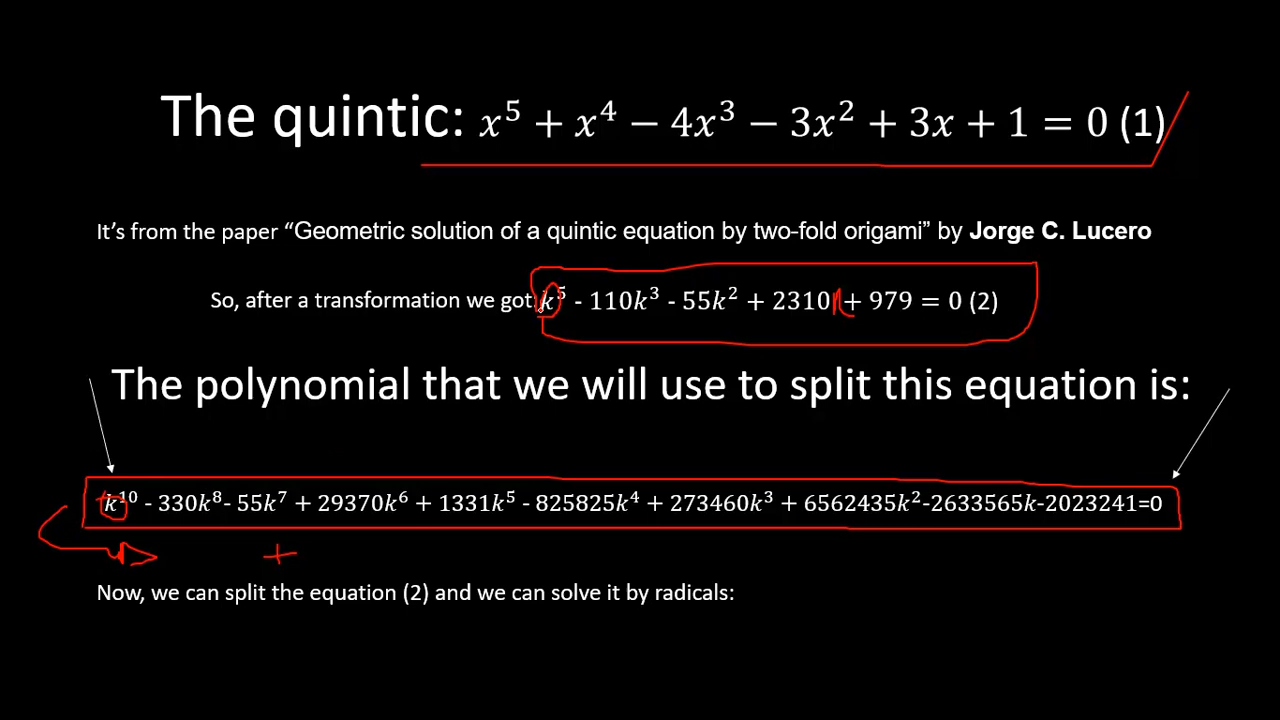 The quintic: x⁵ + x⁴ − 4x³ − 3x² + 3x + 1 = 0 (1)
It's from the paper “Geometric solution of a quintic equation by two-fold origami” by Jorge C. Lucero
So, after a transformation we got: k⁵ - 110k³ - 55k² + 2310k + 979 = 0 (2)
The polynomial that we will use to split this equation is:
k¹⁰ - 330k⁸- 55k⁷ + 29370k⁶ + 1331k⁵ - 825825k⁴ + 273460k³ + 6562435k²-2633565k-2023241=0
+
Now, we can split the equation (2) and we can solve it by radicals: